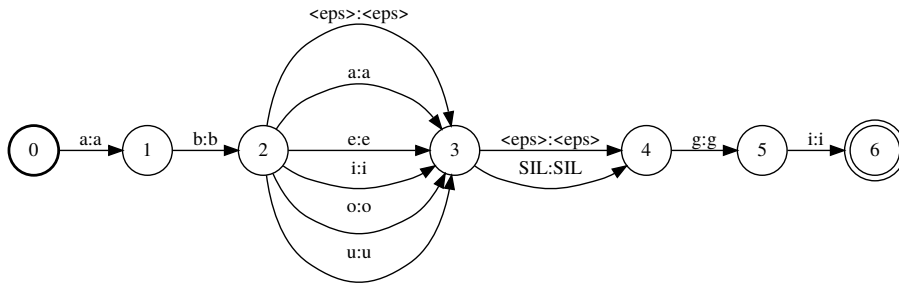 <eps>:<eps>
a:a
0 a:a 1 b:b 2 e:e 3 <eps>:<eps> 4 g:g 5 i:i 6
i:i SIL:SIL
o:o
u:u